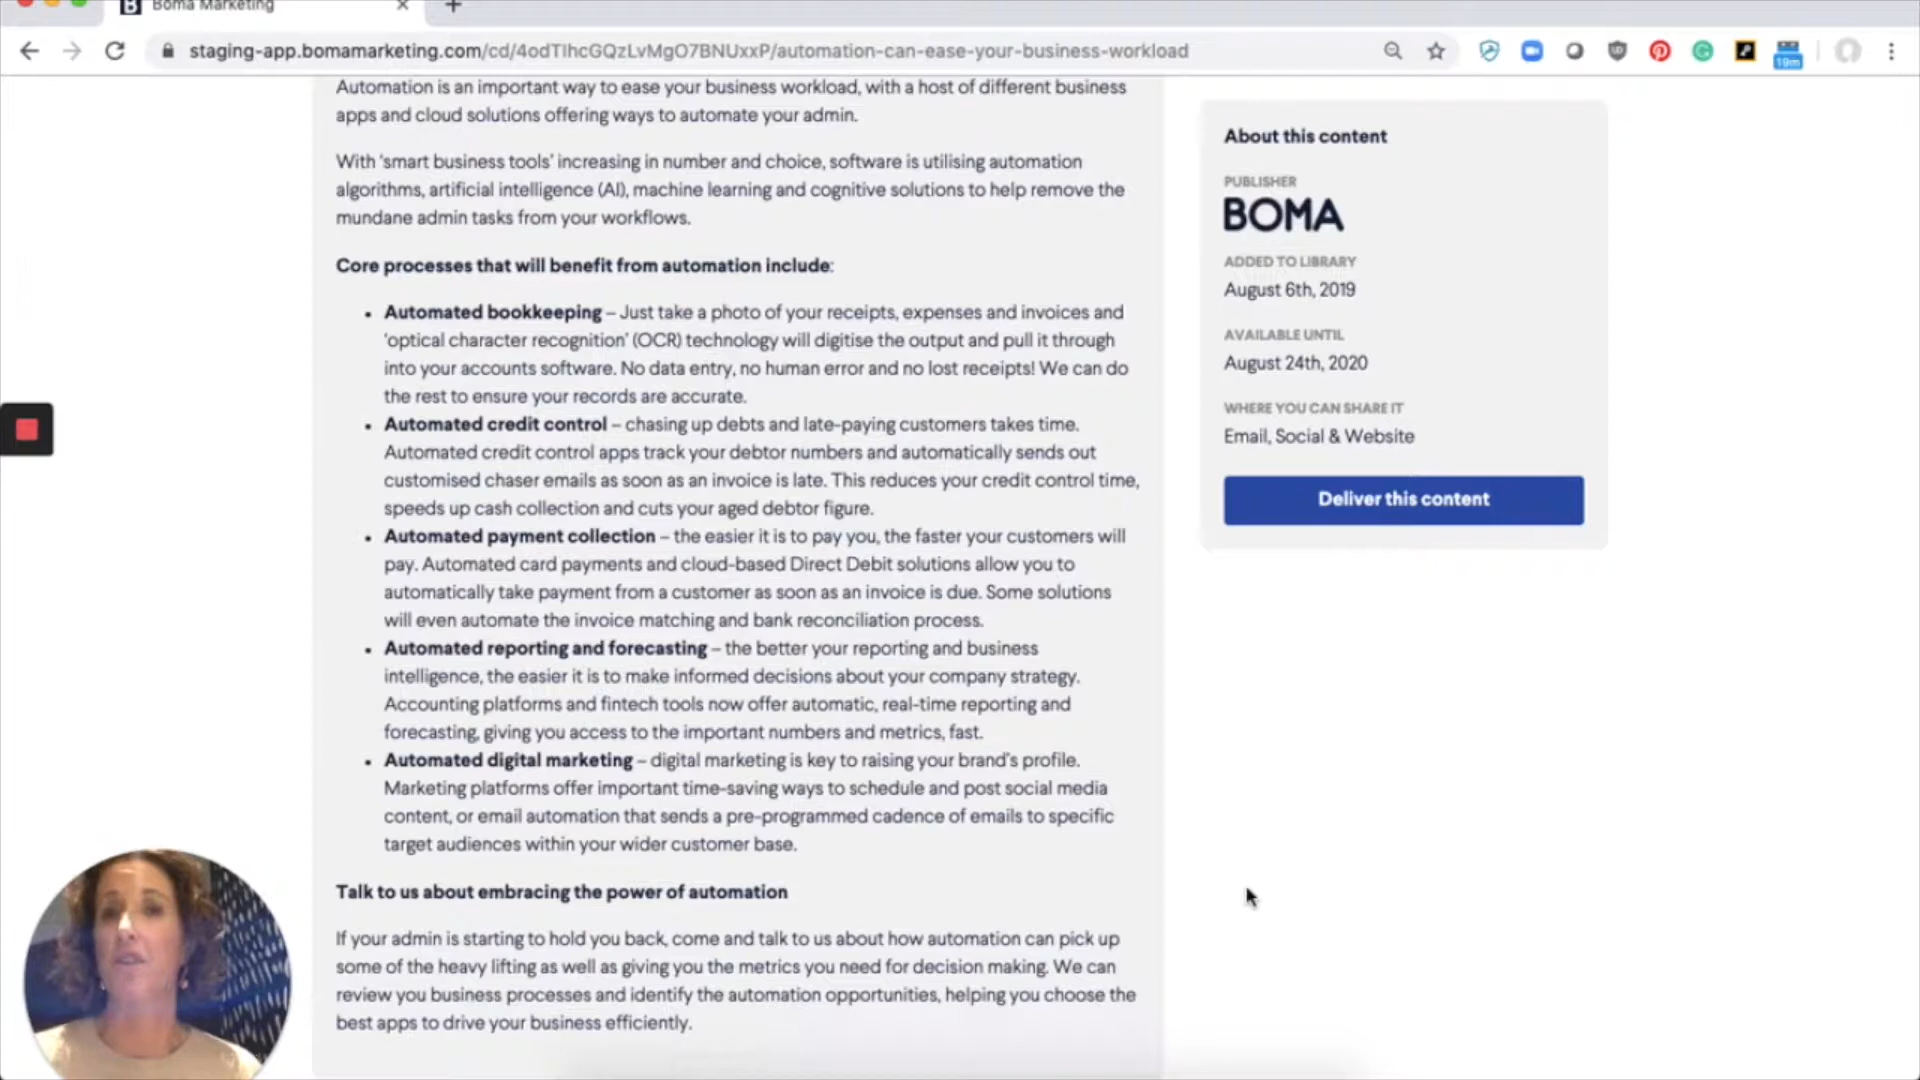 Boma Marketing
staging-app.bomamarketing.com/cd/4odTIhcGQzLvMgO7BNUxxP/automation-can-ease-your-business-workload
19m
Automation is an important way to ease your business workload, with a host of different business
apps and cloud solutions offering ways to automate your admin.
With 'smart business tools' increasing in number and choice, software is utilising automation
algorithms, artificial intelligence (AI), machine learning and cognitive solutions to help remove the
mundane admin tasks from your workflows.
Core processes that will benefit from automation include:
• Automated bookkeeping – Just take a photo of your receipts, expenses and invoices and
'optical character recognition' (OCR) technology will digitise the output and pull it through
into your accounts software. No data entry, no human error and no lost receipts! We can do
the rest to ensure your records are accurate.
• Automated credit control – chasing up debts and late-paying customers takes time.
Automated credit control apps track your debtor numbers and automatically sends out
customised chaser emails as soon as an invoice is late. This reduces your credit control time,
speeds up cash collection and cuts your aged debtor figure.
• Automated payment collection – the easier it is to pay you, the faster your customers will
pay. Automated card payments and cloud-based Direct Debit solutions allow you to
automatically take payment from a customer as soon as an invoice is due. Some solutions
will even automate the invoice matching and bank reconciliation process.
• Automated reporting and forecasting – the better your reporting and business
intelligence, the easier it is to make informed decisions about your company strategy.
Accounting platforms and fintech tools now offer automatic, real-time reporting and
forecasting, giving you access to the important numbers and metrics, fast.
• Automated digital marketing – digital marketing is key to raising your brand's profile.
Marketing platforms offer important time-saving ways to schedule and post social media
content, or email automation that sends a pre-programmed cadence of emails to specific
target audiences within your wider customer base.
Talk to us about embracing the power of automation
If your admin is starting to hold you back, come and talk to us about how automation can pick up
some of the heavy lifting as well as giving you the metrics you need for decision making. We can
review you business processes and identify the automation opportunities, helping you choose the
best apps to drive your business efficiently.
About this content
PUBLISHER
BOMA
ADDED TO LIBRARY
August 6th, 2019
AVAILABLE UNTIL
August 24th, 2020
WHERE YOU CAN SHARE IT
Email, Social & Website
Deliver this content